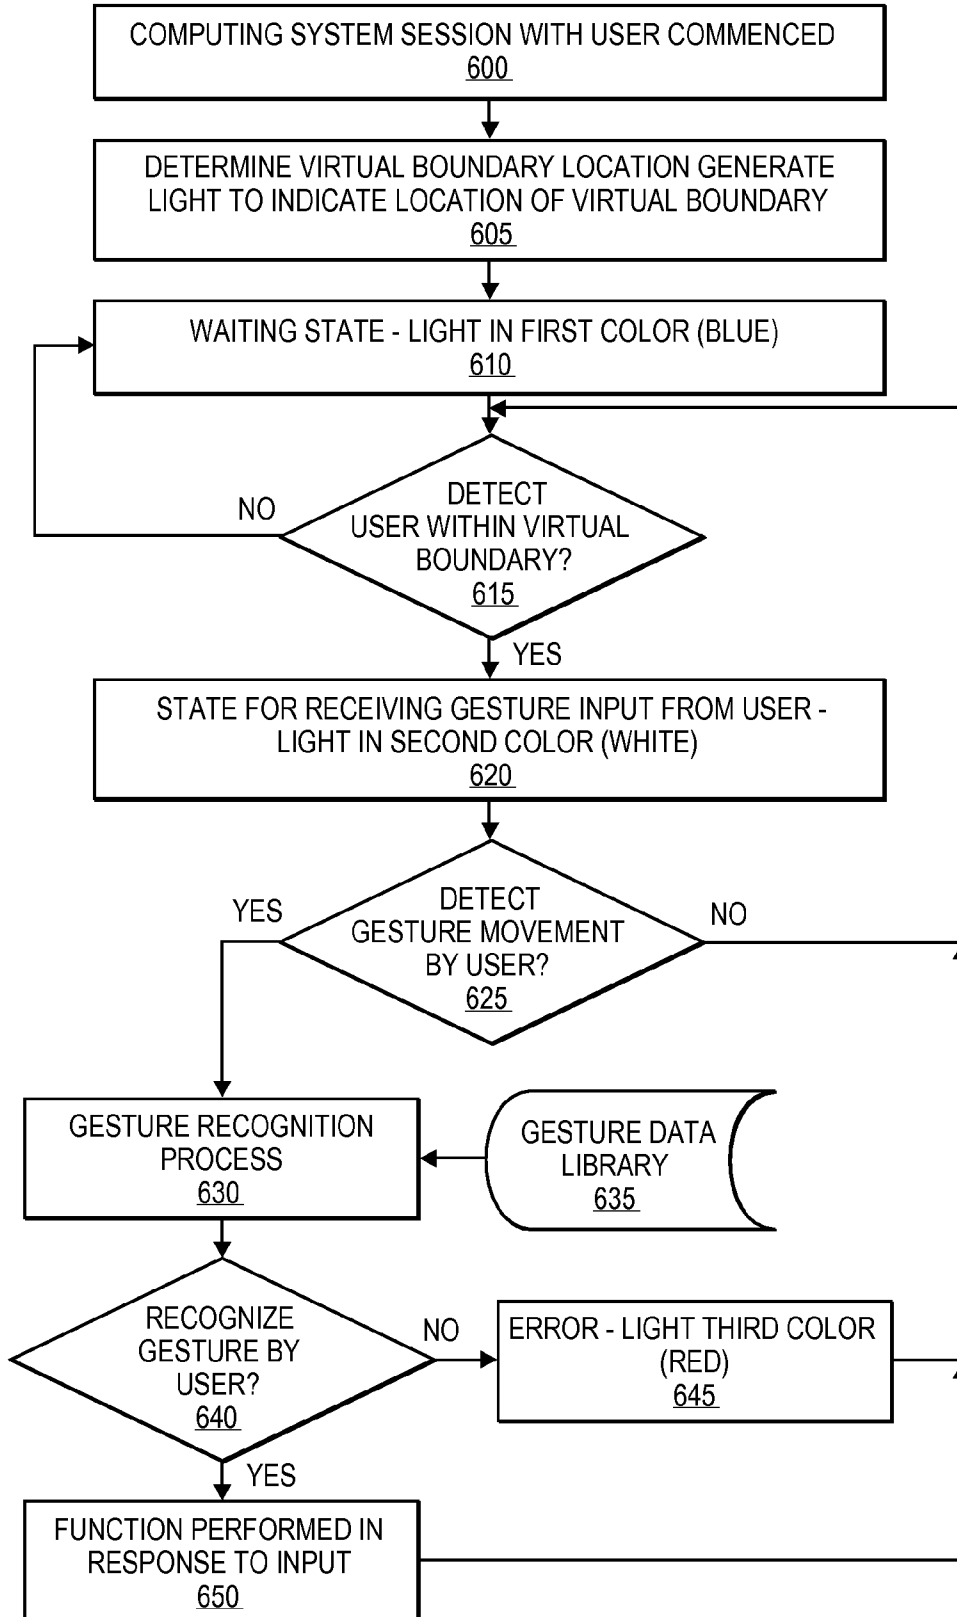 COMPUTING SYSTEM SESSION WITH USER COMMENCED
600
DETERMINE VIRTUAL BOUNDARY LOCATION GENERATE
LIGHT TO INDICATE LOCATION OF VIRTUAL BOUNDARY
605
WAITING STATE - LIGHT IN FIRST COLOR (BLUE)
610
NO
DETECT
USER WITHIN VIRTUAL
BOUNDARY?
615
YES
STATE FOR RECEIVING GESTURE INPUT FROM USER -
LIGHT IN SECOND COLOR (WHITE)
620
YES
DETECT
GESTURE MOVEMENT
BY USER?
625
NO
GESTURE RECOGNITION
PROCESS
630
GESTURE DATA
LIBRARY
635
RECOGNIZE
GESTURE BY
USER?
640
NO
ERROR - LIGHT THIRD COLOR
(RED)
645
YES
FUNCTION PERFORMED IN
RESPONSE TO INPUT
650